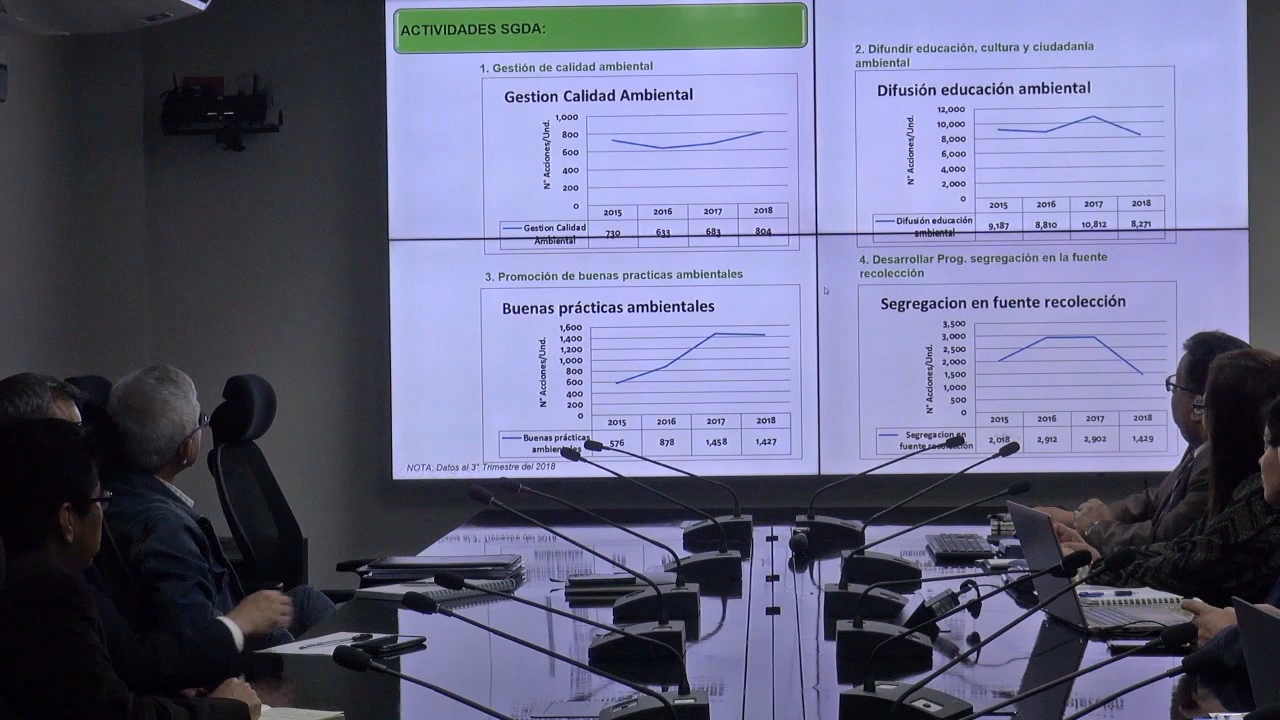 ACTIVIDADES SGDA:
1. Gestión de calidad ambiental
Gestion Calidad Ambiental
N° Acciones/Und.
1,000
800
600
400
200
0
2015 2016 2017 2018
Gestion Calidad
Ambiental
730 633 683 804
2. Difundir educación, cultura y ciudadanía
ambiental
Difusión educación ambiental
N° Acciones/Und.
12,000
10,000
8,000
6,000
4,000
2,000
0
2015 2016 2017 2018
Difusión educación
ambiental
9,187 8,810 10,812 8,271
3. Promoción de buenas practicas ambientales
Buenas prácticas ambientales
N° Acciones/Und.
1,600
1,400
1,200
1,000
800
600
400
200
0
2015 2016 2017 2018
Buenas prácticas
ambientales
576 878 1,458 1,427
NOTA: Datos al 3° Trimestre del 2018
4. Desarrollar Prog. segregación en la fuente
recolección
Segregacion en fuente recolección
N° Acciones/Und.
3,500
3,000
2,500
2,000
1,500
1,000
500
0
2015 2016 2017 2018
Segregacion en
fuente recolección
2,018 2,912 2,902 1,429